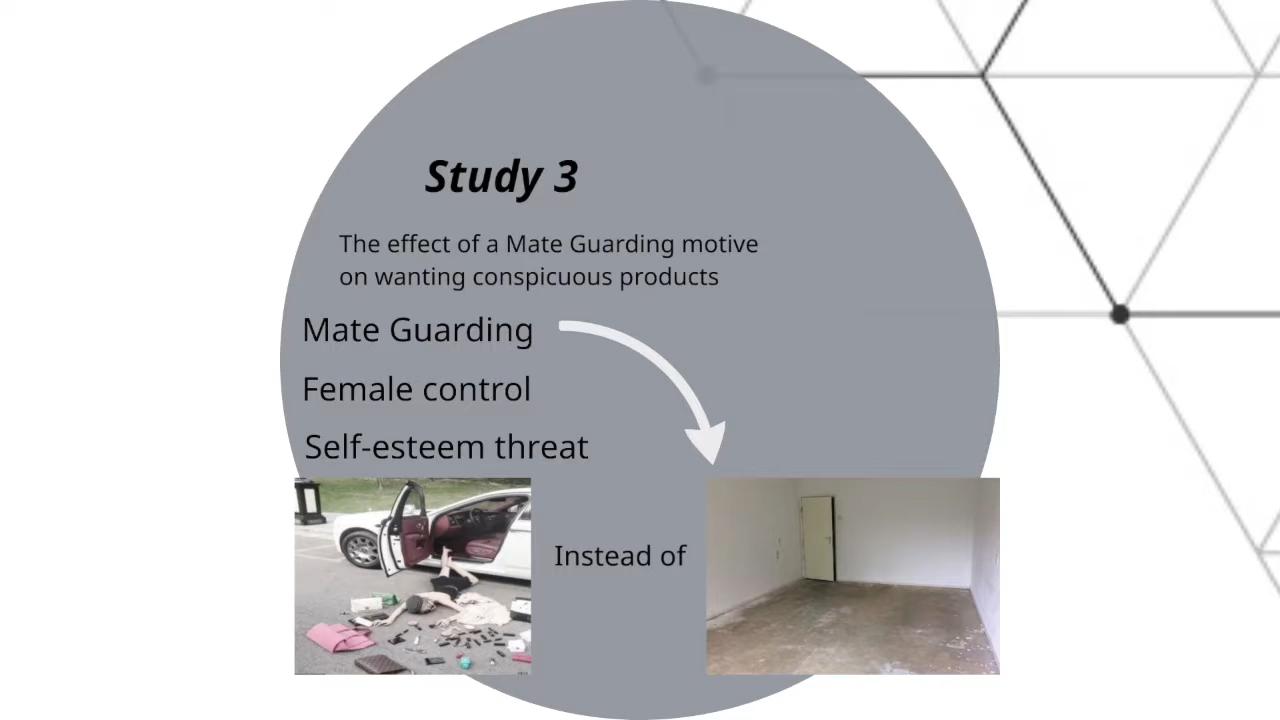 Study 3
The effect of a Mate Guarding motive
on wanting conspicuous products
Mate Guarding
Female control
Self-esteem threat
Instead of